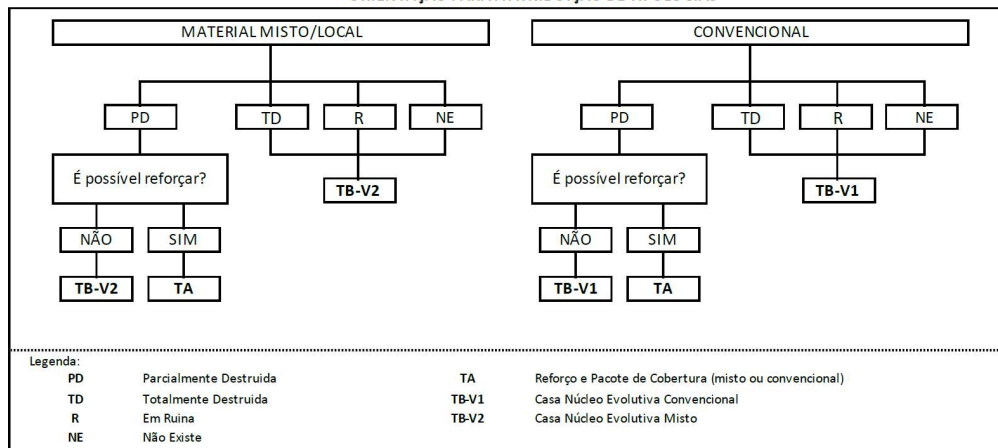 MATERIAL MISTO/LOCAL
CONVENCIONAL
PD
TD
R
NE
PD
TD
R
NE
É possível reforçar?
TB-V2
É possível reforçar?
TB-V1
NÃO
SIM
NÃO
SIM
TB-V2
TA
TB-V1
TA
Legenda:
PD Parcialmente Destruida
TA Reforço e Pacote de Cobertura (misto ou convencional)
TD Totalmente Destruida
TB-V1 Casa Núcleo Evolutiva Convencional
R Em Ruina
TB-V2 Casa Núcleo Evolutiva Misto
NE Não Existe